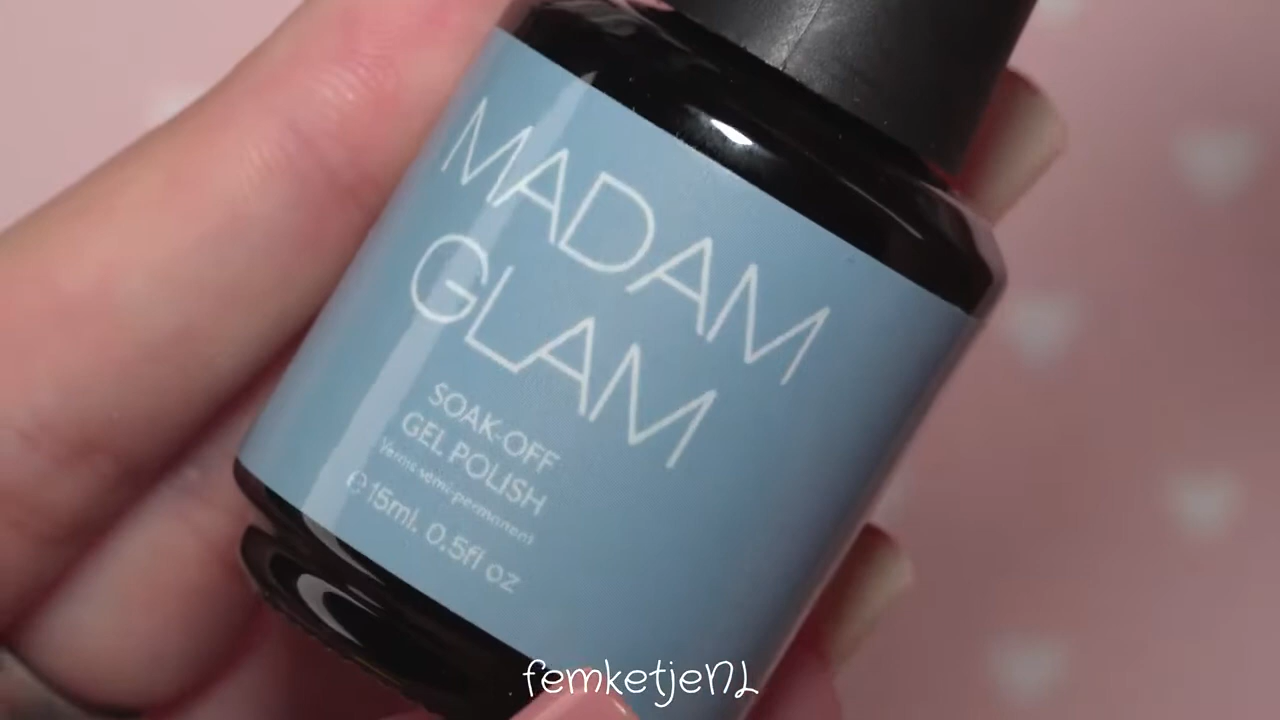 MADAM
GLAM
SOAK-OFF
GEL POLISH
Vernis semi-permanent
℮ 15ml. 0.5fl oz
femketjeNL